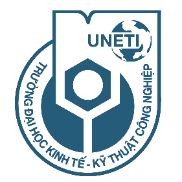 UNETI
TRƯỜNG ĐẠI HỌC KINH TẾ - KỸ THUẬT CÔNG NGHIỆP